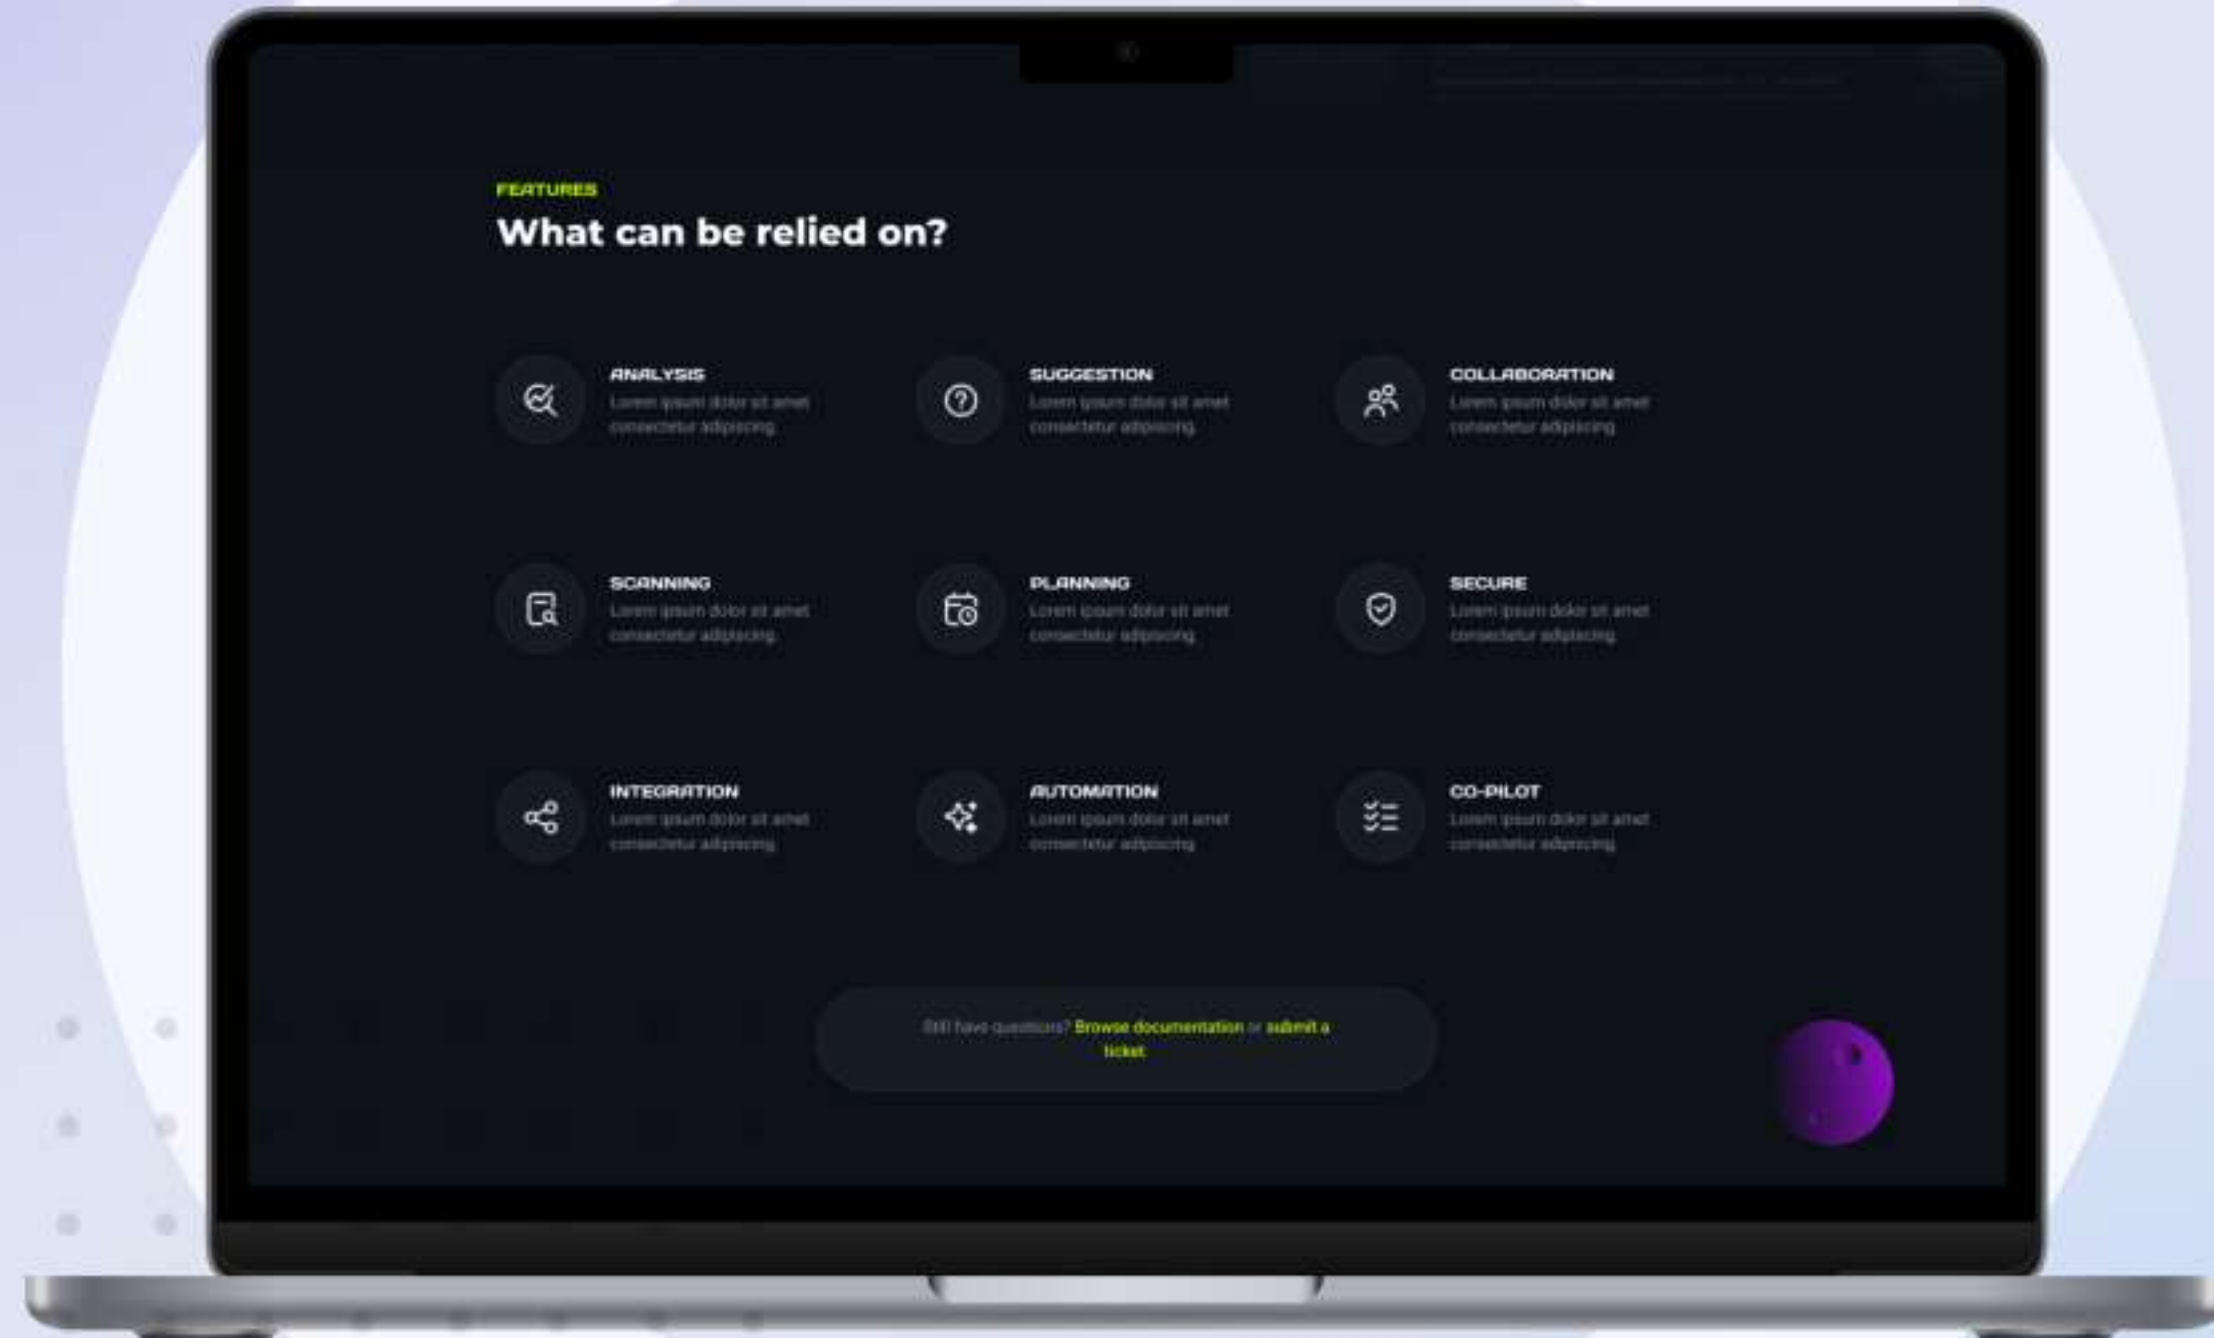 FEATURES
What can be relied on?
ANALYSIS
Lorem ipsum dolor sit amet
consectetur adipiscing.
SUGGESTION
Lorem ipsum dolor sit amet
consectetur adipiscing.
COLLABORATION
Lorem ipsum dolor sit amet
consectetur adipiscing.
SCANNING
Lorem ipsum dolor sit amet
consectetur adipiscing.
PLANNING
Lorem ipsum dolor sit amet
consectetur adipiscing.
SECURE
Lorem ipsum dolor sit amet
consectetur adipiscing.
INTEGRATION
Lorem ipsum dolor sit amet
consectetur adipiscing.
AUTOMATION
Lorem ipsum dolor sit amet
consectetur adipiscing.
CO-PILOT
Lorem ipsum dolor sit amet
consectetur adipiscing.
Still have questions? Browse documentation or submit a
ticket.